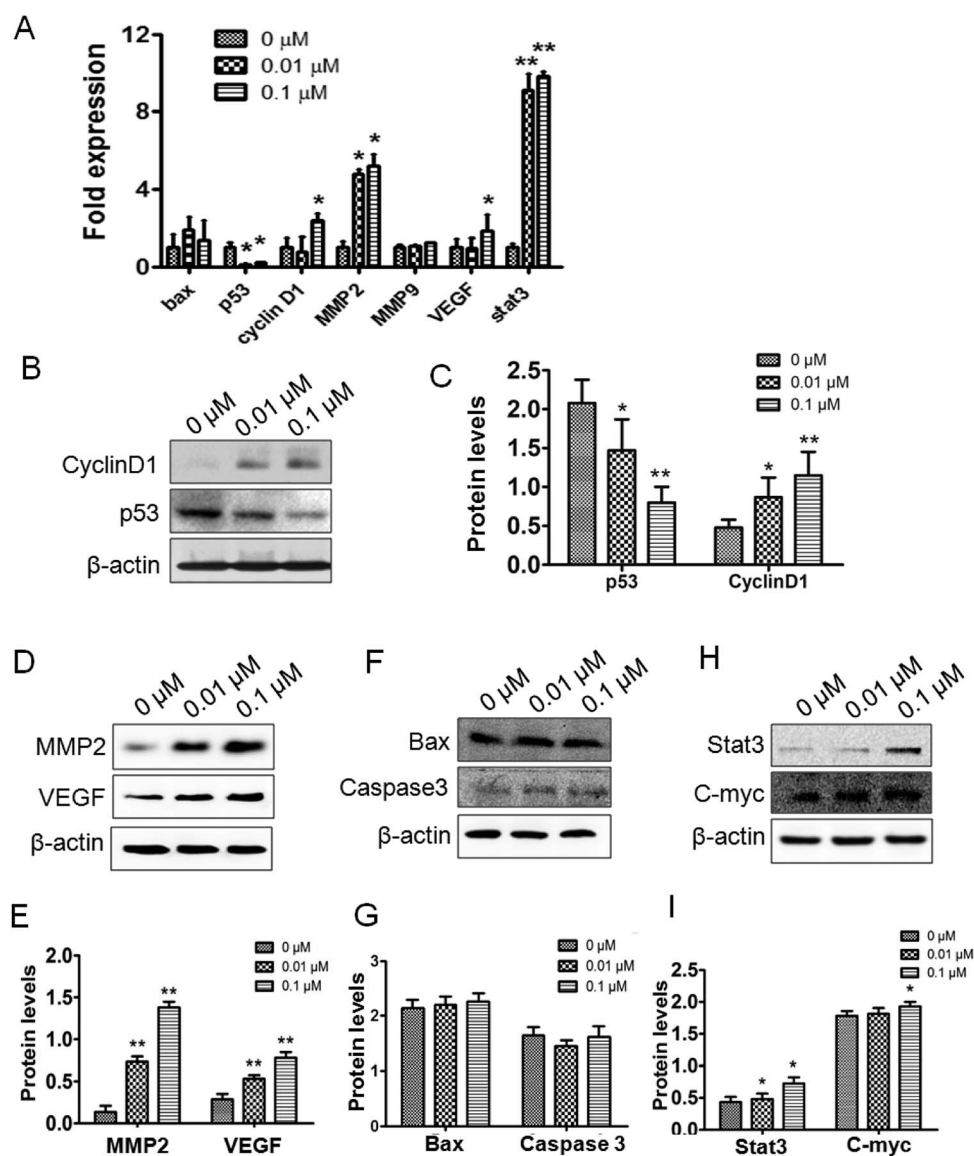 A
0 µM
0.01 µM
0.1 µM
Fold expression
12
8
4
0
* *
*
* *
*
** **
bax p53 cyclin D1 MMP2 MMP9 VEGF stat3
B
0 µM 0.01 µM 0.1 µM
CyclinD1
p53
β-actin
C
0 µM
0.01 µM
0.1 µM
Protein levels
2.5
2.0
1.5
1.0
0.5
0.0
* **
* **
p53 CyclinD1
D
0 µM 0.01 µM 0.1 µM
MMP2
VEGF
β-actin
F
0 µM 0.01 µM 0.1 µM
Bax
Caspase3
β-actin
H
0 µM 0.01 µM 0.1 µM
Stat3
C-myc
β-actin
E
0 µM
0.01 µM
0.1 µM
Protein levels
2.0
1.5
1.0
0.5
0.0
** **
** **
MMP2 VEGF
G
0 µM
0.01 µM
0.1 µM
Protein levels
3
2
1
0
Bax Caspase 3
I
0 µM
0.01 µM
0.1 µM
Protein levels
2.5
2.0
1.5
1.0
0.5
0.0
* *
*
Stat3 C-myc